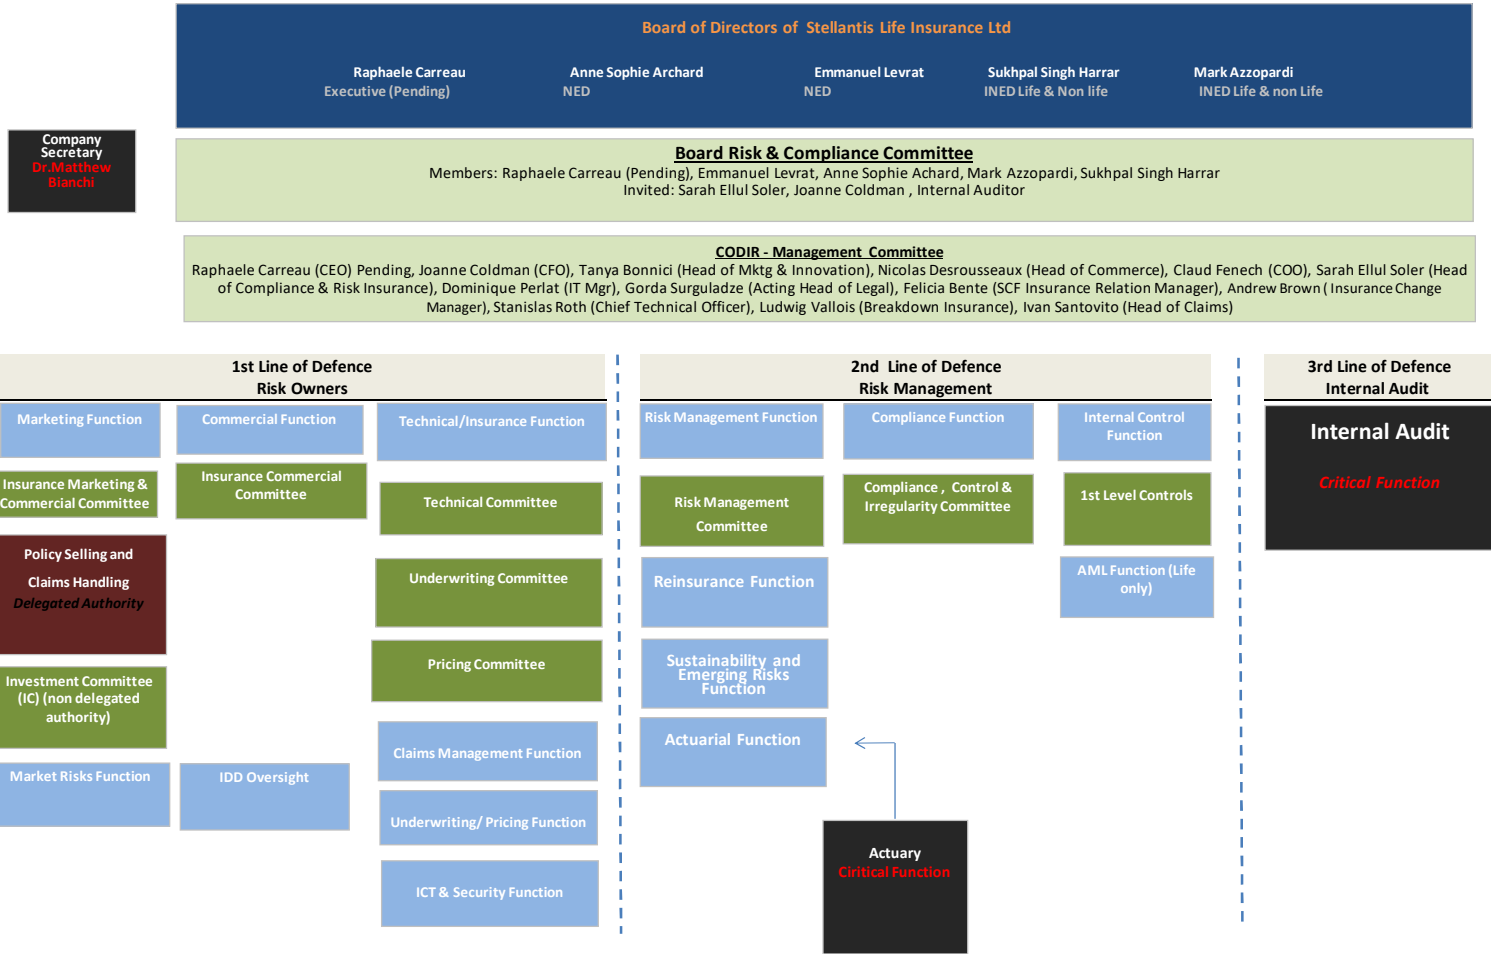 Board of Directors of Stellantis Life Insurance Ltd
Raphaele Carreau
Executive (Pending)
Anne Sophie Archard
NED
Emmanuel Levrat
NED
Sukhpal Singh Harrar
INED Life & Non life
Mark Azzopardi
INED Life & non Life
Company
Secretary
Dr.Matthew
Bianchi
Board Risk & Compliance Committee
Members: Raphaele Carreau (Pending), Emmanuel Levrat, Anne Sophie Achard, Mark Azzopardi, Sukhpal Singh Harrar
Invited: Sarah Ellul Soler, Joanne Coldman , Internal Auditor
CODIR - Management Committee
Raphaele Carreau (CEO) Pending, Joanne Coldman (CFO), Tanya Bonnici (Head of Mktg & Innovation), Nicolas Desrousseaux (Head of Commerce), Claud Fenech (COO), Sarah Ellul Soler (Head
of Compliance & Risk Insurance), Dominique Perlat (IT Mgr), Gorda Surguladze (Acting Head of Legal), Felicia Bente (SCF Insurance Relation Manager), Andrew Brown ( Insurance Change
Manager), Stanislas Roth (Chief Technical Officer), Ludwig Vallois (Breakdown Insurance), Ivan Santovito (Head of Claims)
1st Line of Defence
Risk Owners
Marketing Function
Commercial Function
Technical/Insurance Function
Insurance Marketing &
Commercial Committee
Insurance Commercial
Committee
Technical Committee
Policy Selling and
Claims Handling
Delegated Authority
Underwriting Committee
Pricing Committee
Investment Committee
(IC) (non delegated
authority)
Claims Management Function
Market Risks Function
IDD Oversight
Underwriting/ Pricing Function
ICT & Security Function
2nd Line of Defence
Risk Management
Risk Management Function
Compliance Function
Internal Control
Function
Risk Management
Committee
Compliance , Control &
Irregularity Committee
1st Level Controls
Reinsurance Function
AML Function (Life
only)
Sustainability and
Emerging Risks
Function
Actuarial Function
Actuary
Ciritical Function
3rd Line of Defence
Internal Audit
Internal Audit
Critical Function